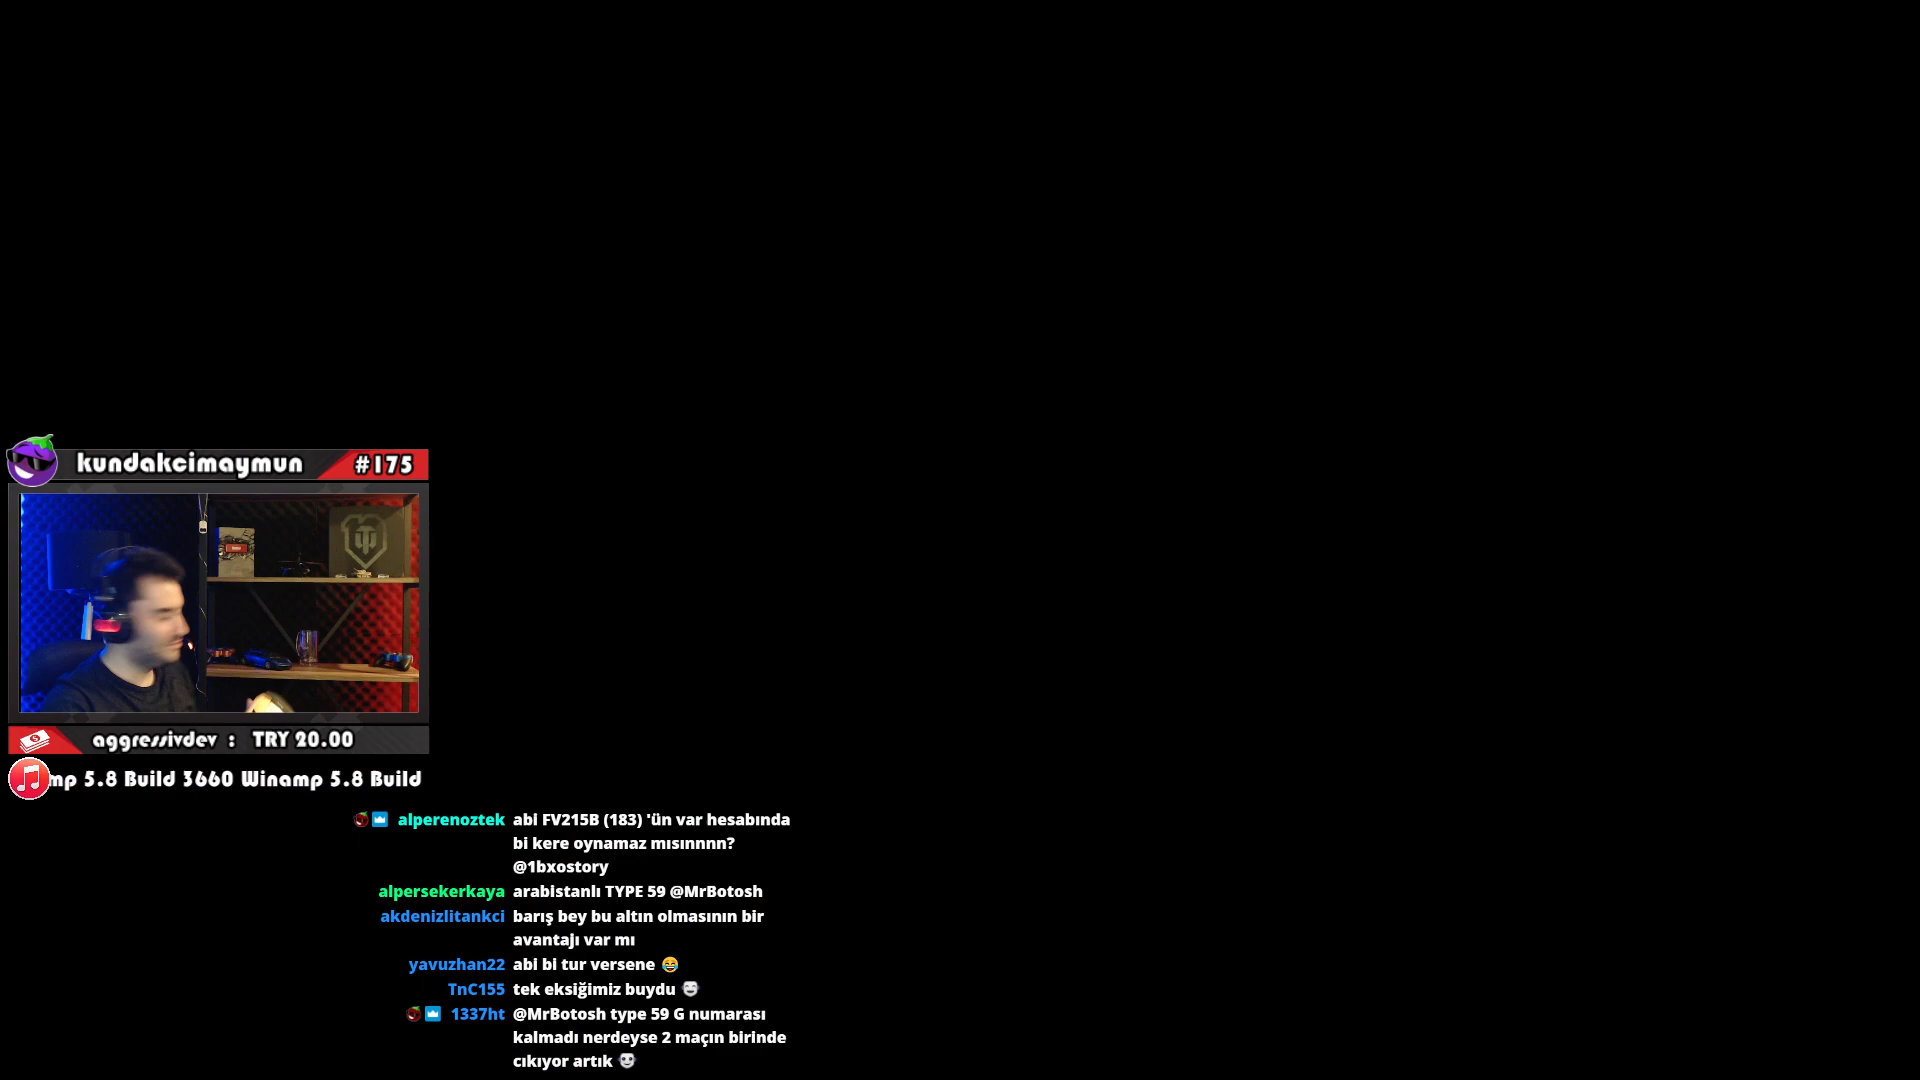 kundakcimaymun #175
aggressivdev : TRY 20.00
mp 5.8 Build 3660 Winamp 5.8 Build
alperenoztek abi FV215B (183) 'ün var hesabında
bi kere oynamaz mısınnnn?
@1bxostory
alpersekerkaya arabistanlı TYPE 59 @MrBotosh
akdenizlitankci barış bey bu altın olmasının bir
avantajı var mı
yavuzhan22 abi bi tur versene
TnC155 tek eksiğimiz buydu
1337ht @MrBotosh type 59 G numarası
kalmadı nerdeyse 2 maçın birinde
cıkıyor artık